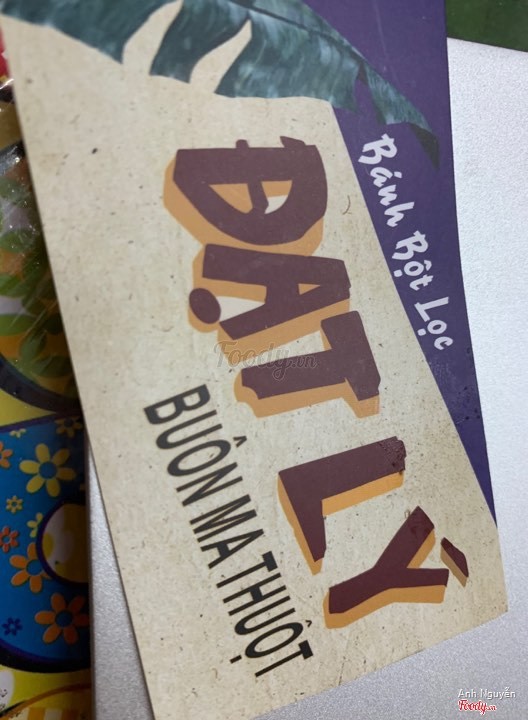 Bánh Bột Lọc
ĐẠT LÝ
BUÔN MA THUỘT
Foody.vn
Anh Nguyễn
Foody.vn